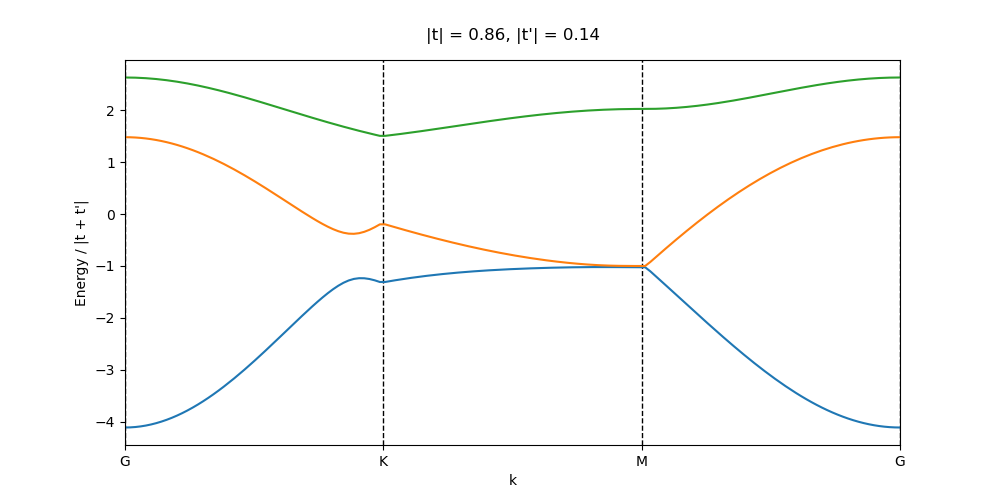 |t| = 0.86, |t'| = 0.14
Energy / |t + t'|
2
1
0
−1
−2
−3
−4
G K M G
k